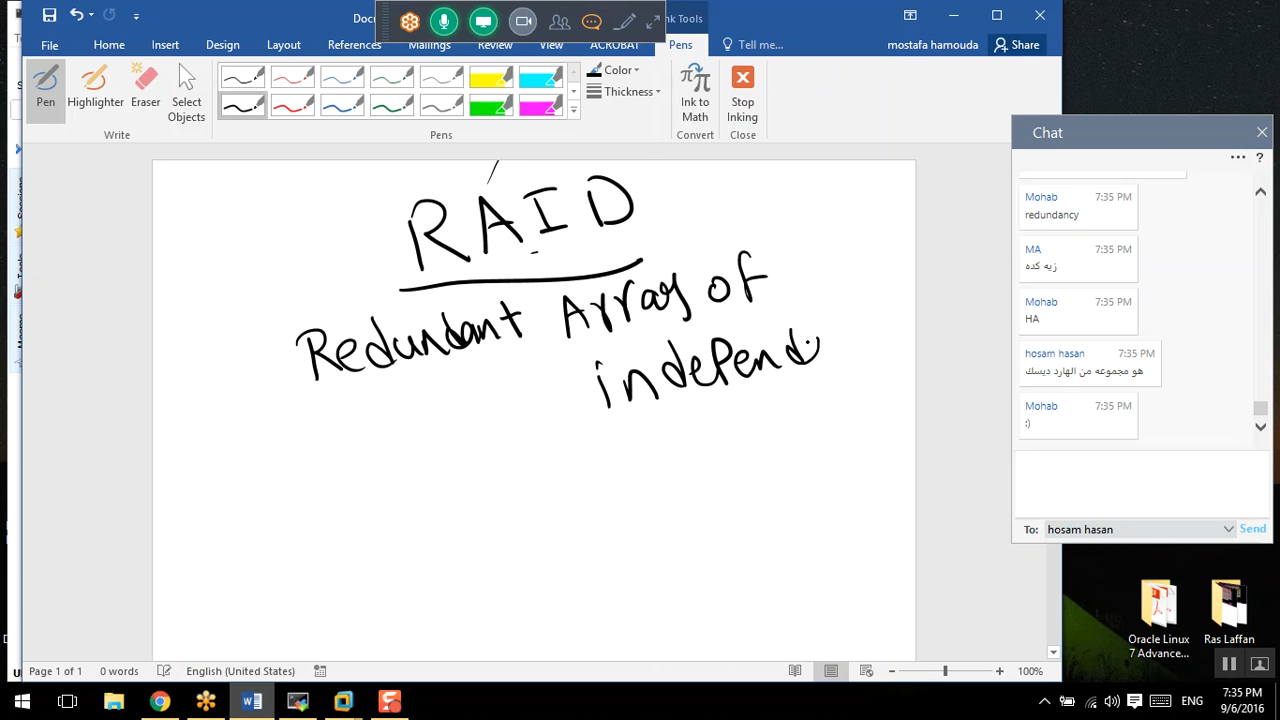 Doc
nk Tools
File
Home
Insert
Design
Layout
References
Mailings
Review
View
ACROBAT
Pens
Tell me...
mostafa hamouda
Share
Pen
Highlighter
Eraser
Select
Objects
Color
Thickness
Ink to
Math
Stop
Inking
Write
Pens
Convert
Close
RAID
Redundant Array of
independ
Chat
Mohab 7:35 PM
redundancy
MA 7:35 PM
زيه كده
Mohab 7:35 PM
HA
hosam hasan 7:35 PM
هو مجموعه من الهارد ديسك
Mohab 7:35 PM
:)
To: hosam hasan Send
Oracle Linux
7 Advance...
Ras Laffan
Page 1 of 1 0 words English (United States) 100%
ENG
7:35 PM
9/6/2016